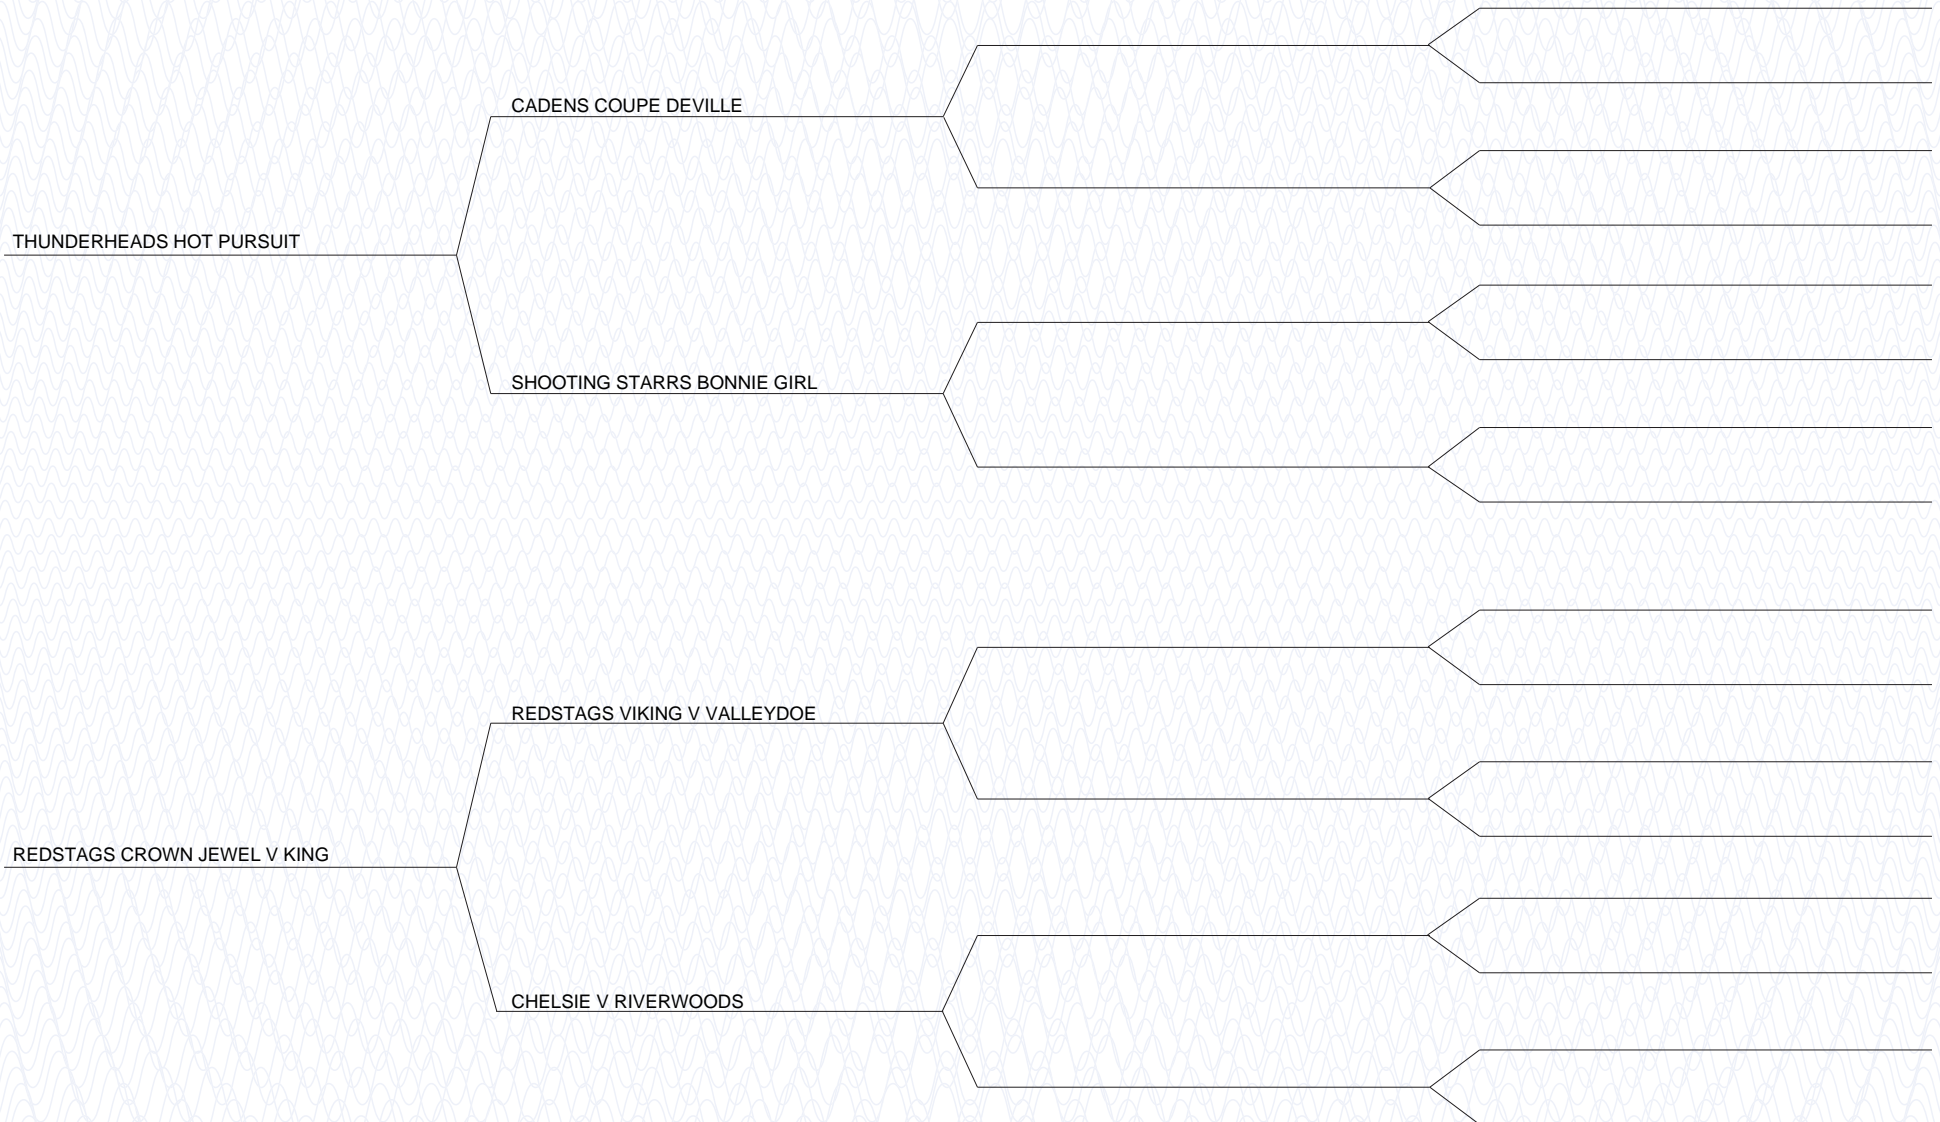 CADENS COUPE DEVILLE
THUNDERHEADS HOT PURSUIT
SHOOTING STARRS BONNIE GIRL
REDSTAGS VIKING V VALLEYDOE
REDSTAGS CROWN JEWEL V KING
CHELSIE V RIVERWOODS